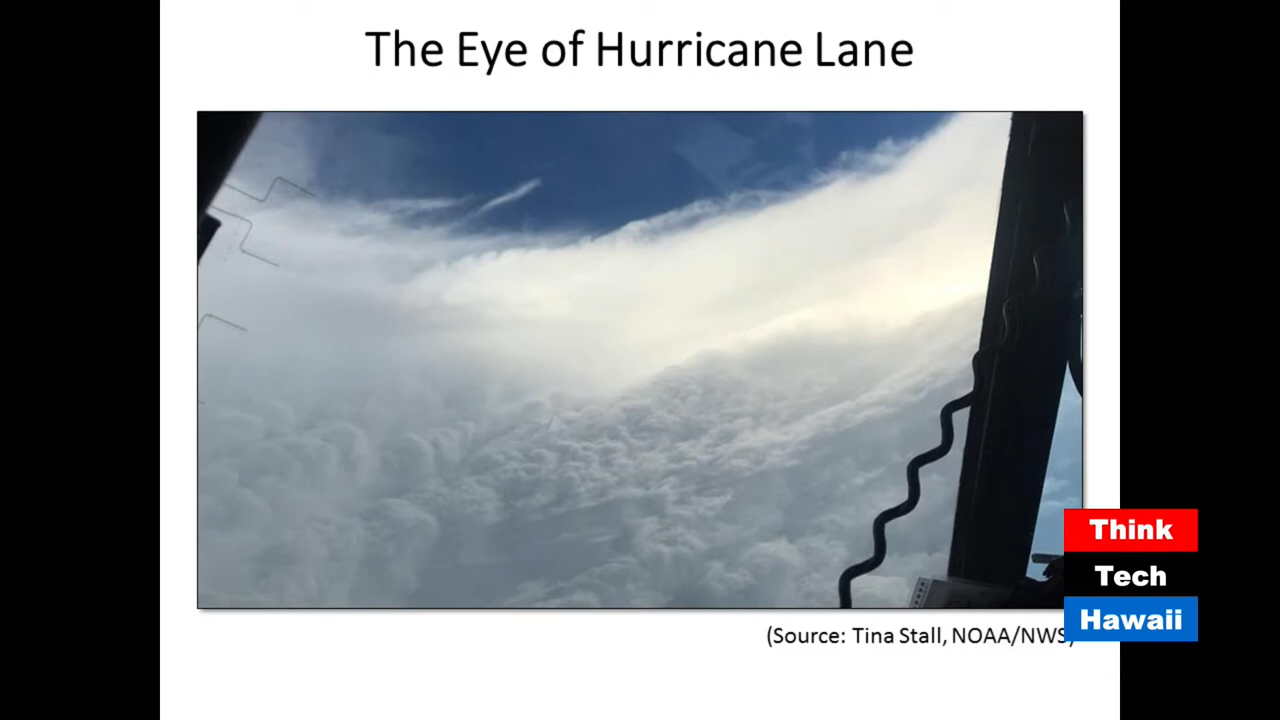 The Eye of Hurricane Lane
Think
Tech
Hawaii
(Source: Tina Stall, NOAA/NWS)